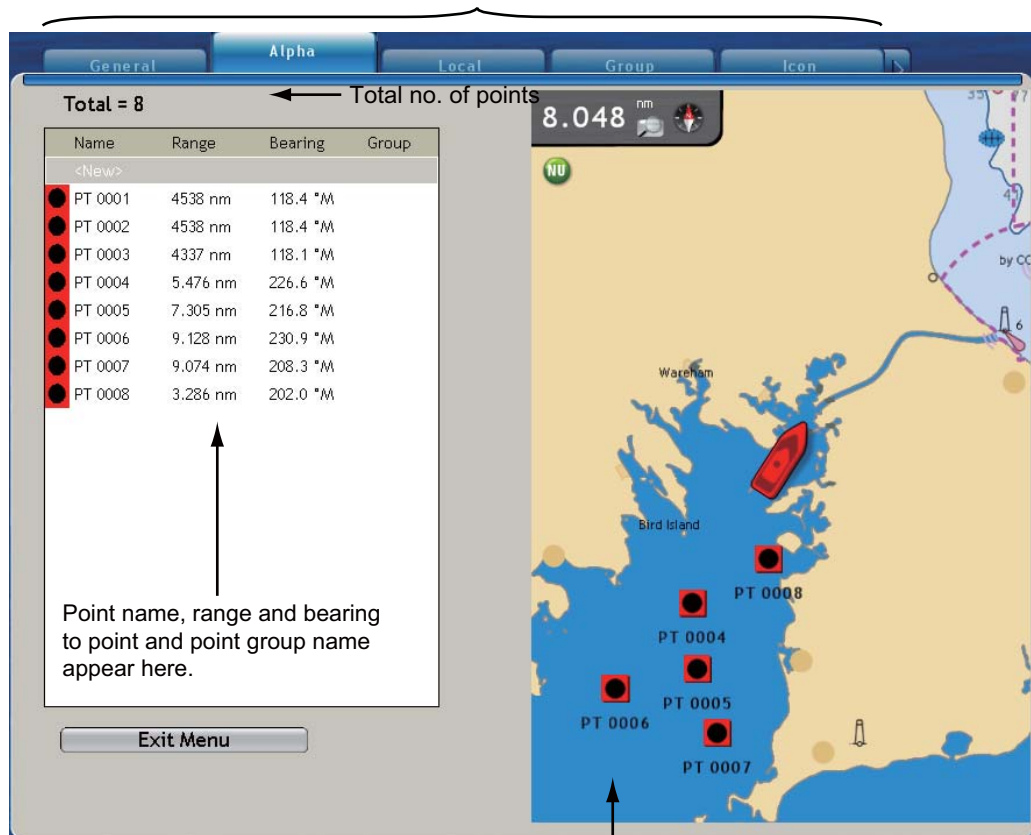 General Alpha Local Group Icon
Total = 8
Total no. of points
Name Range Bearing Group
<New>
PT 0001 4538 nm 118.4 °M
PT 0002 4538 nm 118.4 °M
PT 0003 4337 nm 118.1 °M
PT 0004 5.476 nm 226.6 °M
PT 0005 7.305 nm 216.8 °M
PT 0006 9.128 nm 230.9 °M
PT 0007 9.074 nm 208.3 °M
PT 0008 3.286 nm 202.0 °M
Point name, range and bearing
to point and point group name
appear here.
Exit Menu
8.048 nm
NU
by CO
6
Wareham
Bird Island
PT 0008
PT 0004
PT 0005
PT 0006
PT 0007